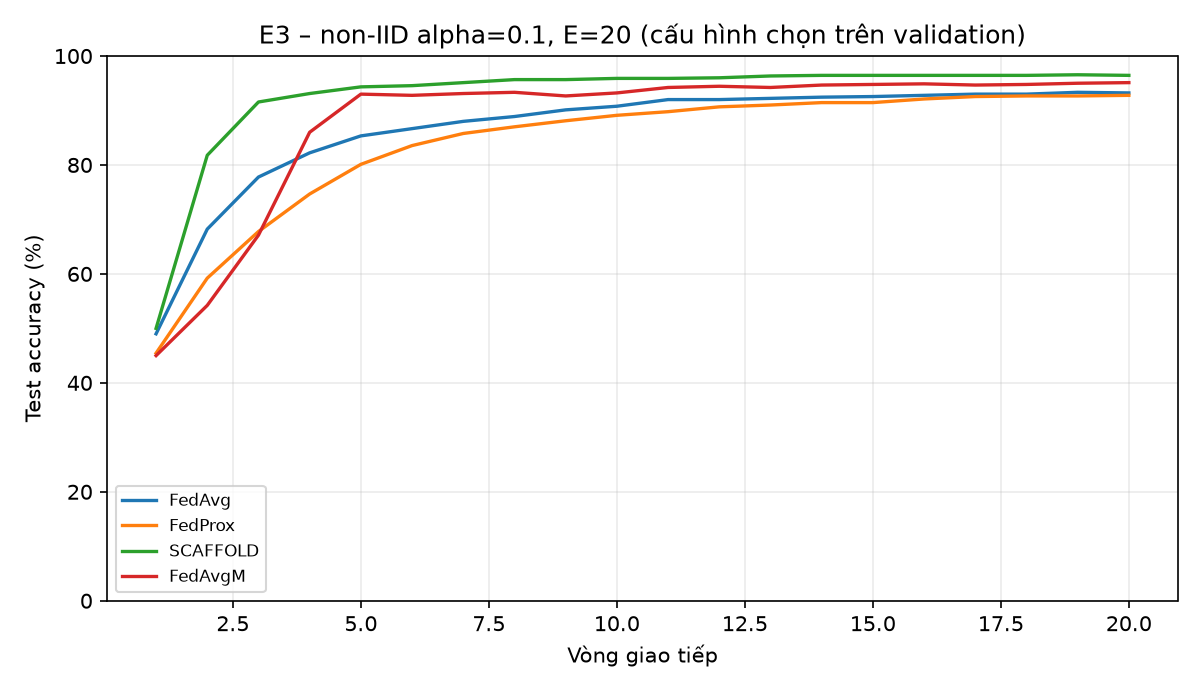 E3 – non-IID alpha=0.1, E=20 (cấu hình chọn trên validation)
Test accuracy (%)
100
80
60
40
20
0
FedAvg
FedProx
SCAFFOLD
FedAvgM
2.5 5.0 7.5 10.0 12.5 15.0 17.5 20.0
Vòng giao tiếp